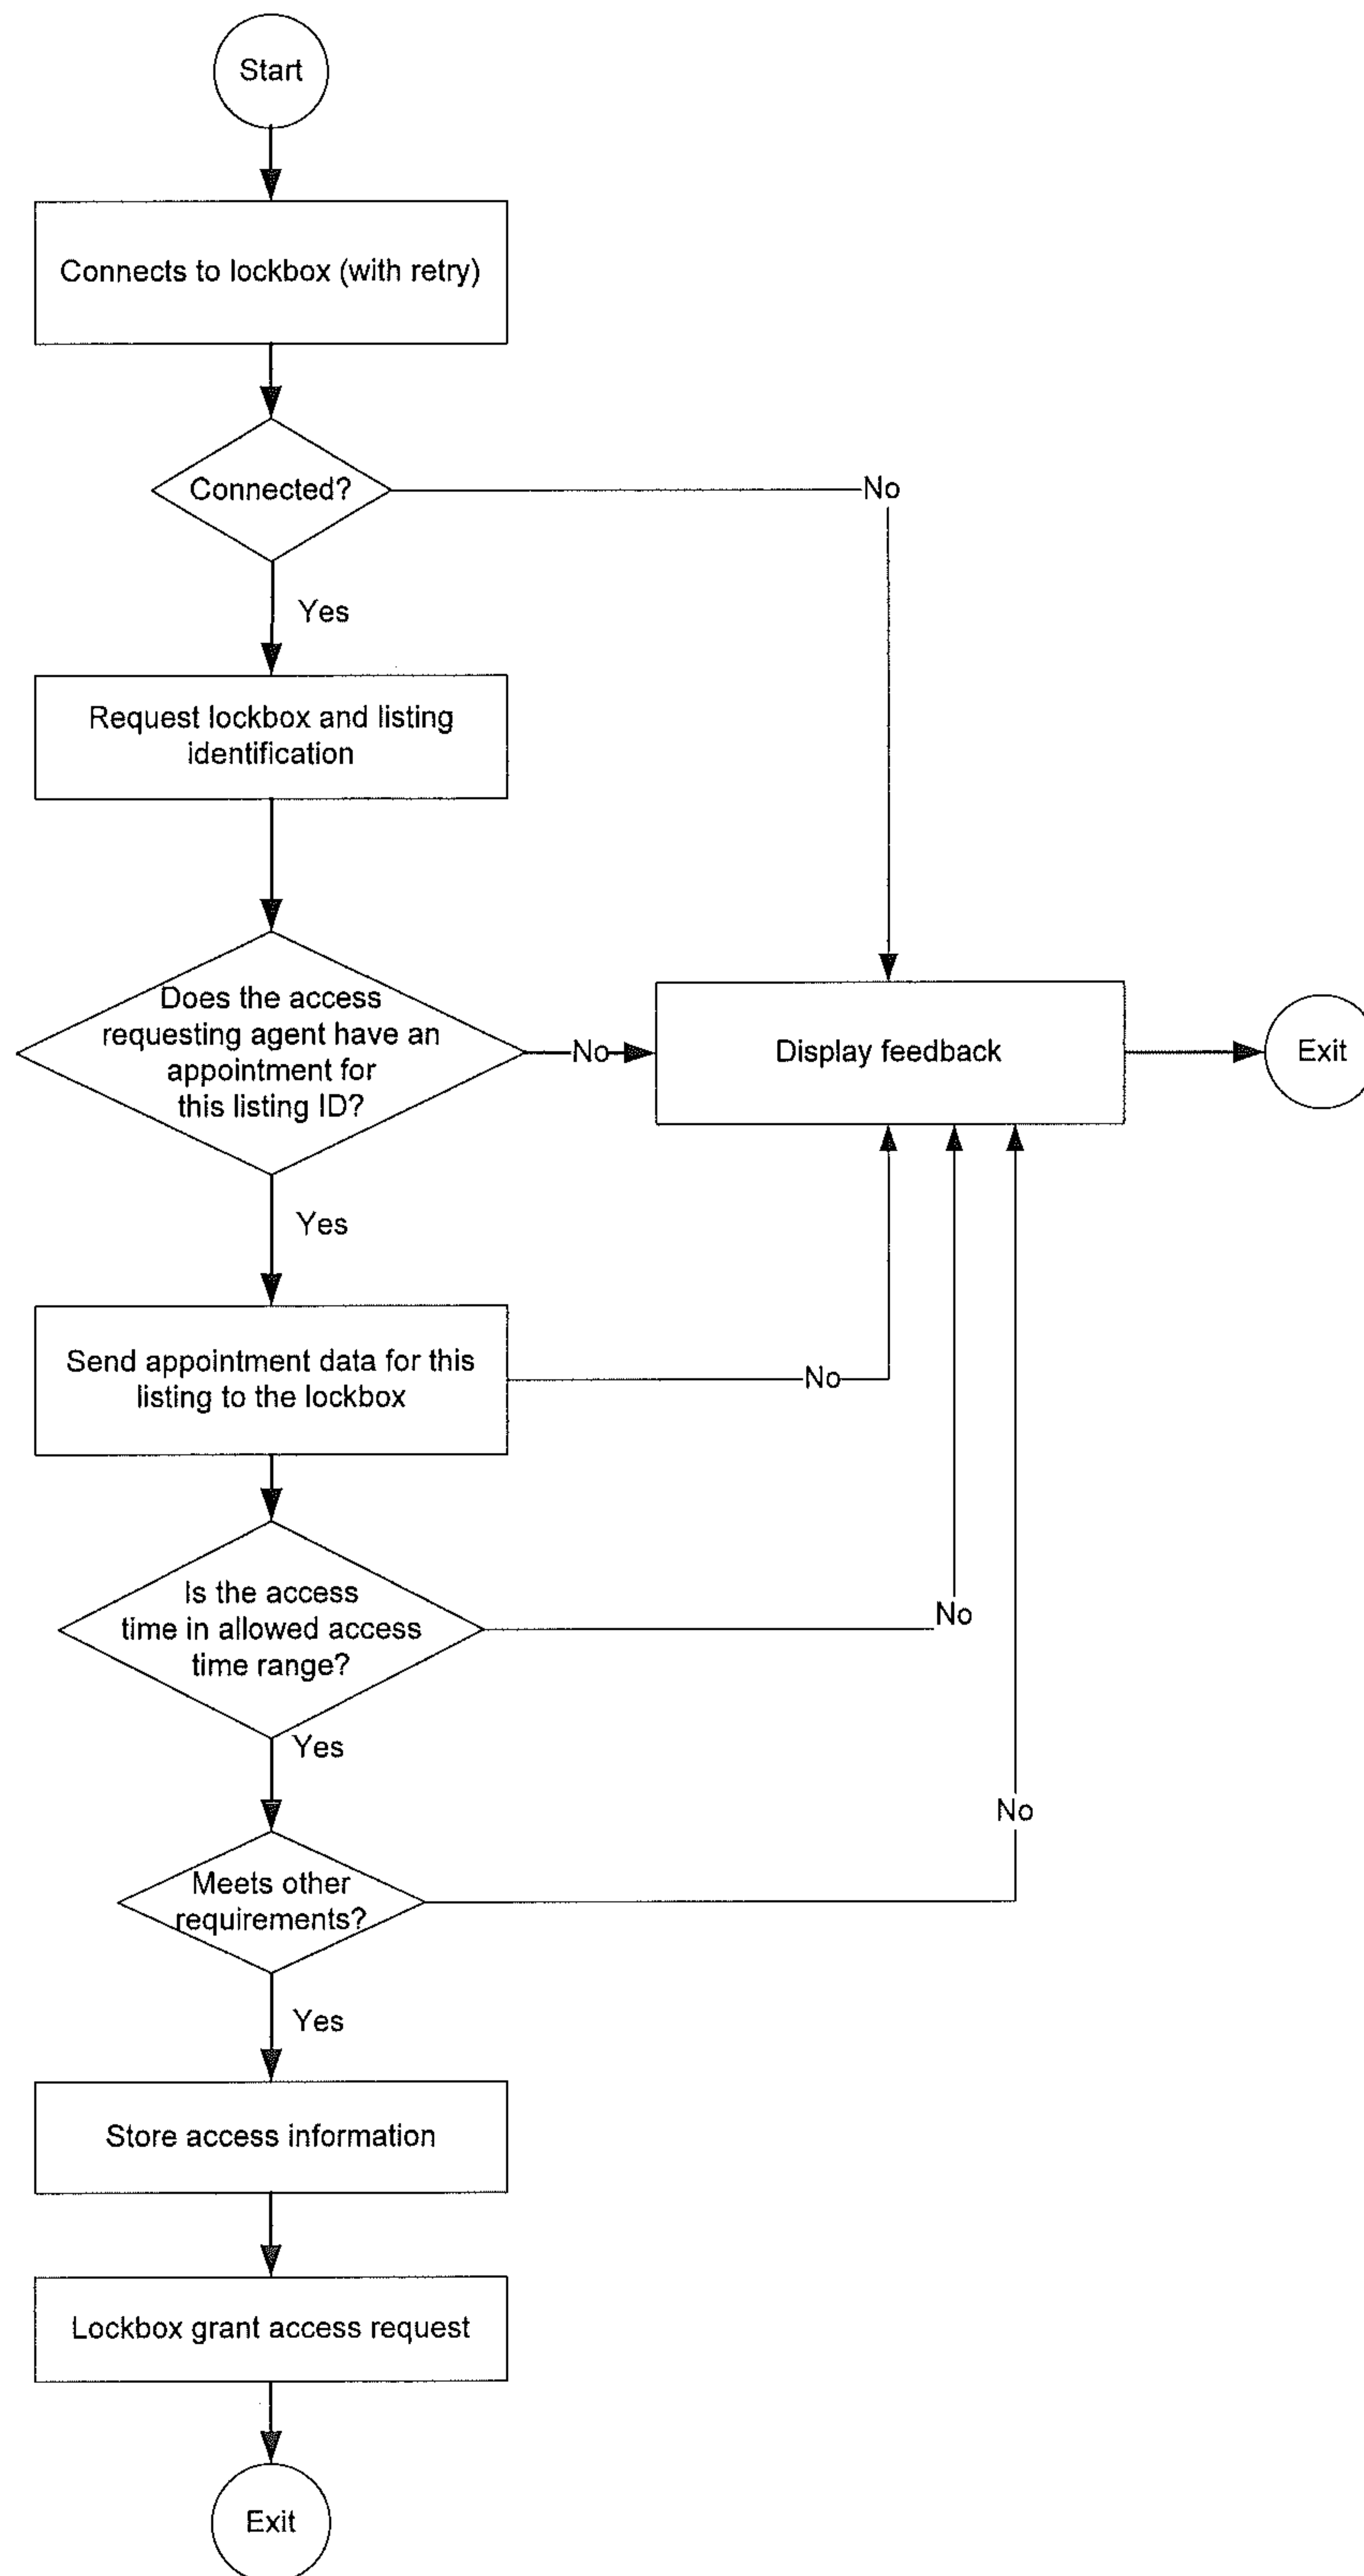 Start
Connects to lockbox (with retry)
Connected?
No
Yes
Request lockbox and listing
identification
Does the access
requesting agent have an
appointment for
this listing ID?
No
Display feedback
Exit
Yes
Send appointment data for this
listing to the lockbox
No
Is the access
time in allowed access
time range?
No
Yes
No
Meets other
requirements?
Yes
Store access information
Lockbox grant access request
Exit